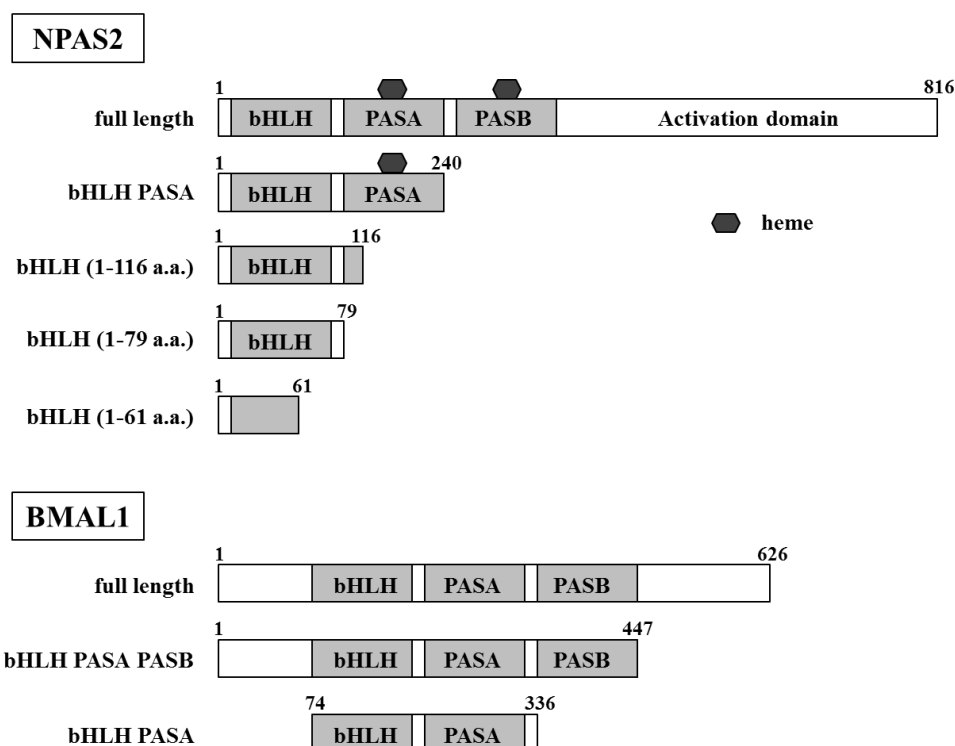 NPAS2
1 816
full length bHLH PASA PASB Activation domain
1 240
bHLH PASA bHLH PASA
heme
1 116
bHLH (1-116 a.a.) bHLH
1 79
bHLH (1-79 a.a.) bHLH
1 61
bHLH (1-61 a.a.)
BMAL1
1 626
full length bHLH PASA PASB
1 447
bHLH PASA PASB bHLH PASA PASB
74 336
bHLH PASA bHLH PASA